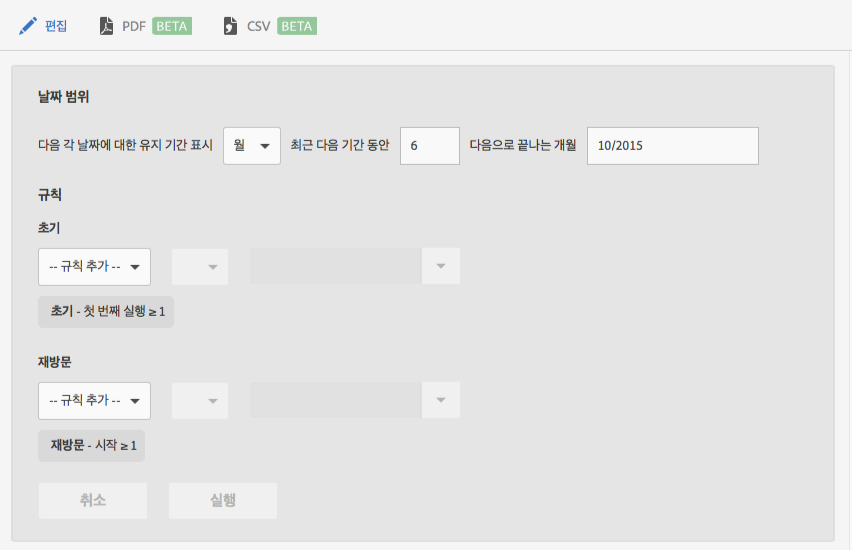 편집 PDF BETA CSV BETA
날짜 범위
다음 각 날짜에 대한 유지 기간 표시 월 최근 다음 기간 동안 6 다음으로 끝나는 개월 10/2015
규칙
초기
-- 규칙 추가 --
초기 - 첫 번째 실행 ≥ 1
재방문
-- 규칙 추가 --
재방문 - 시작 ≥ 1
취소 실행